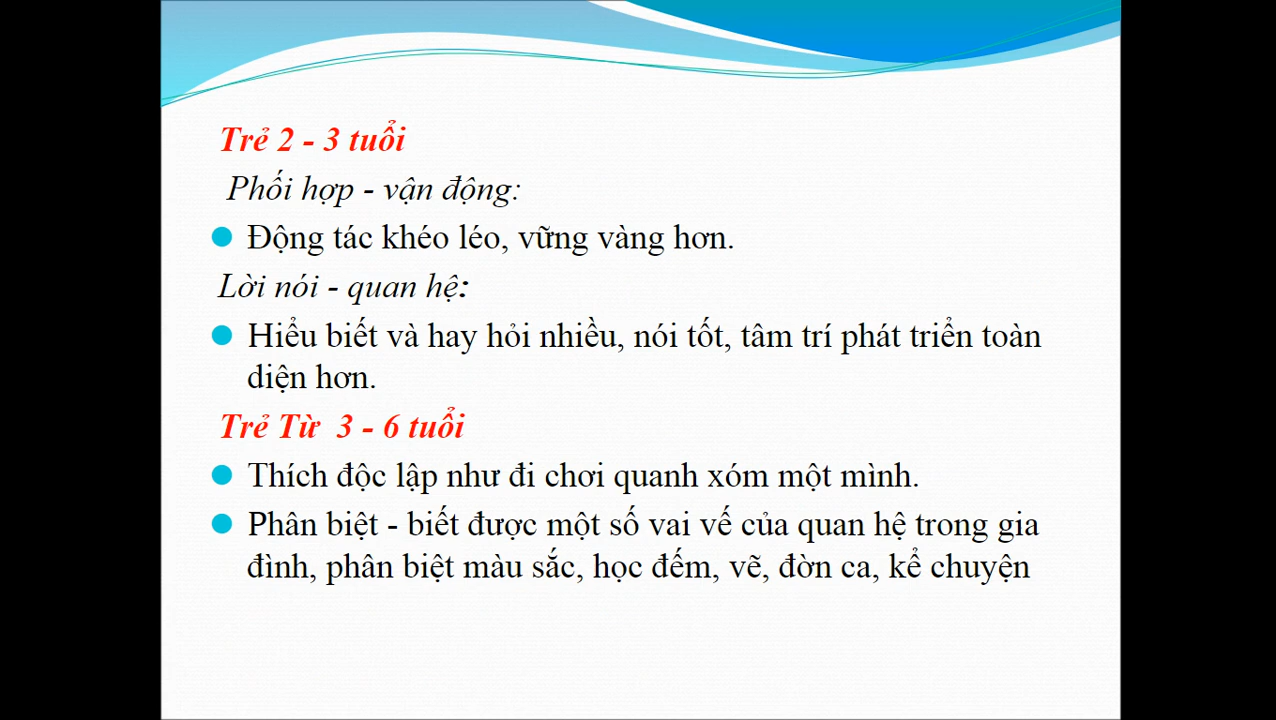 Trẻ 2 - 3 tuổi
Phối hợp - vận động:
Động tác khéo léo, vững vàng hơn.
Lời nói - quan hệ:
Hiểu biết và hay hỏi nhiều, nói tốt, tâm trí phát triển toàn
diện hơn.
Trẻ Từ 3 - 6 tuổi
Thích độc lập như đi chơi quanh xóm một mình.
Phân biệt - biết được một số vai vế của quan hệ trong gia
đình, phân biệt màu sắc, học đếm, vẽ, đờn ca, kể chuyện